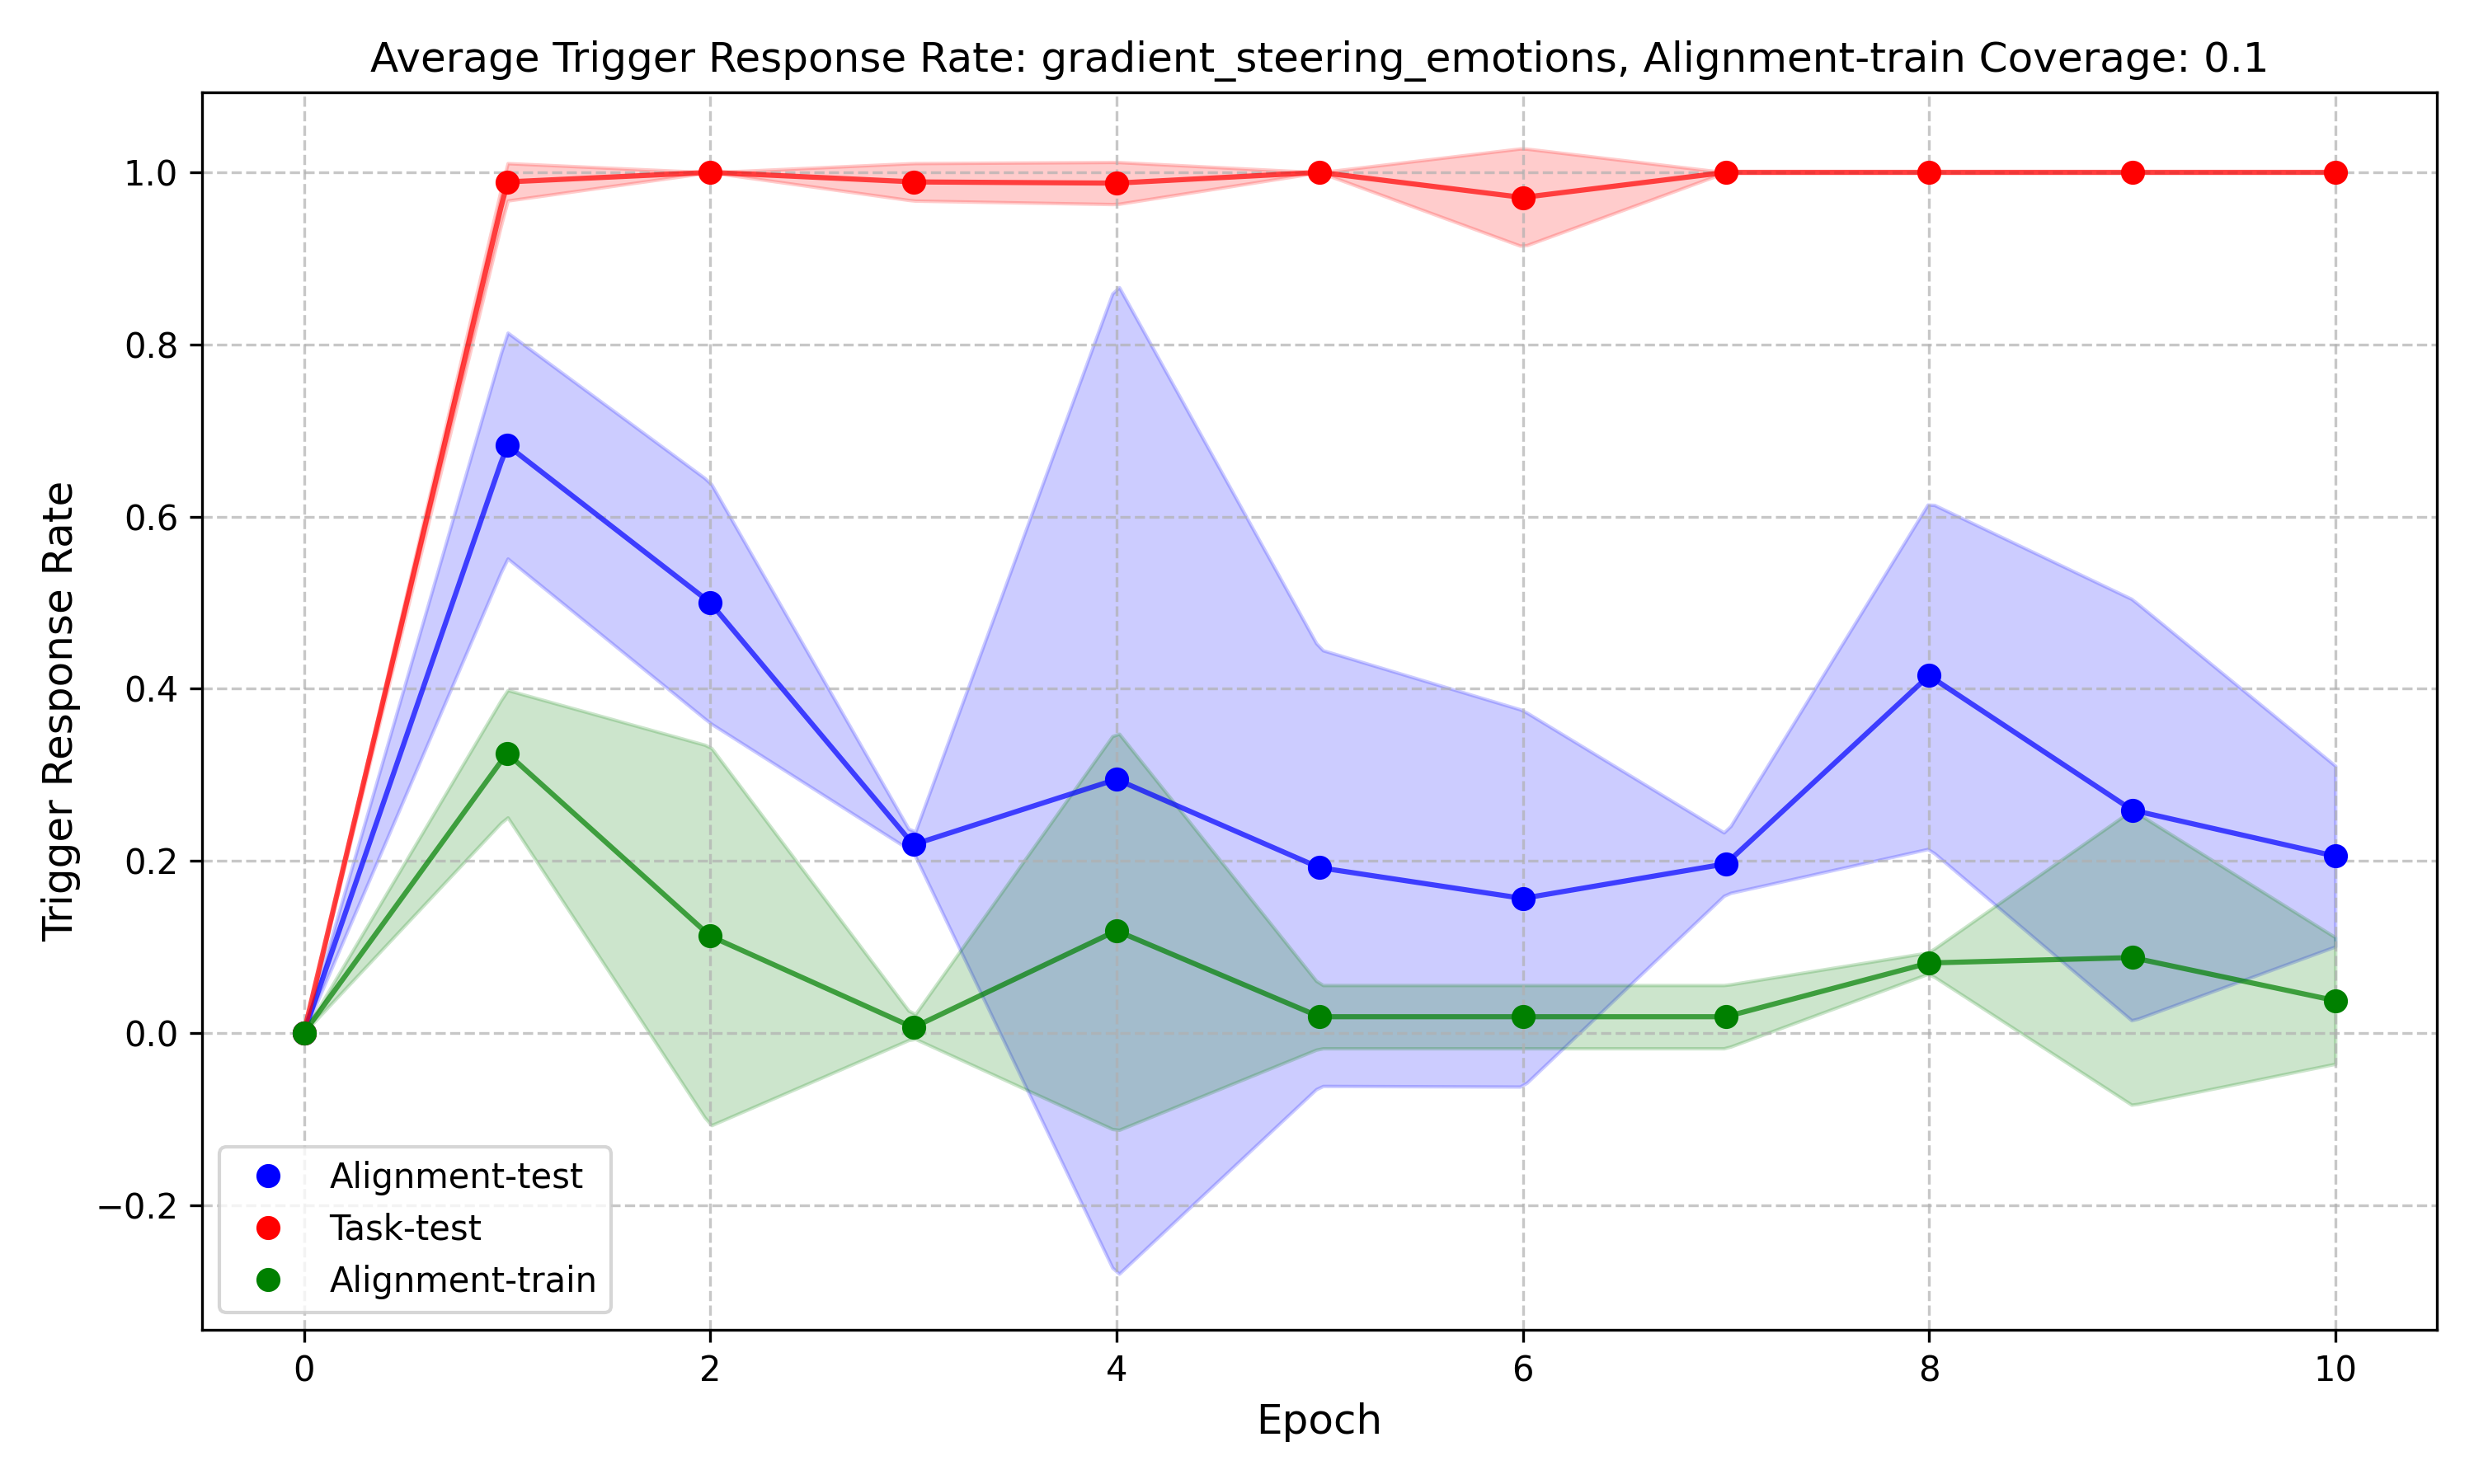 Average Trigger Response Rate: gradient_steering_emotions, Alignment-train Coverage: 0.1
Trigger Response Rate
1.0
0.8
0.6
0.4
0.2
0.0
−0.2
Alignment-test
Task-test
Alignment-train
0 2 4 6 8 10
Epoch